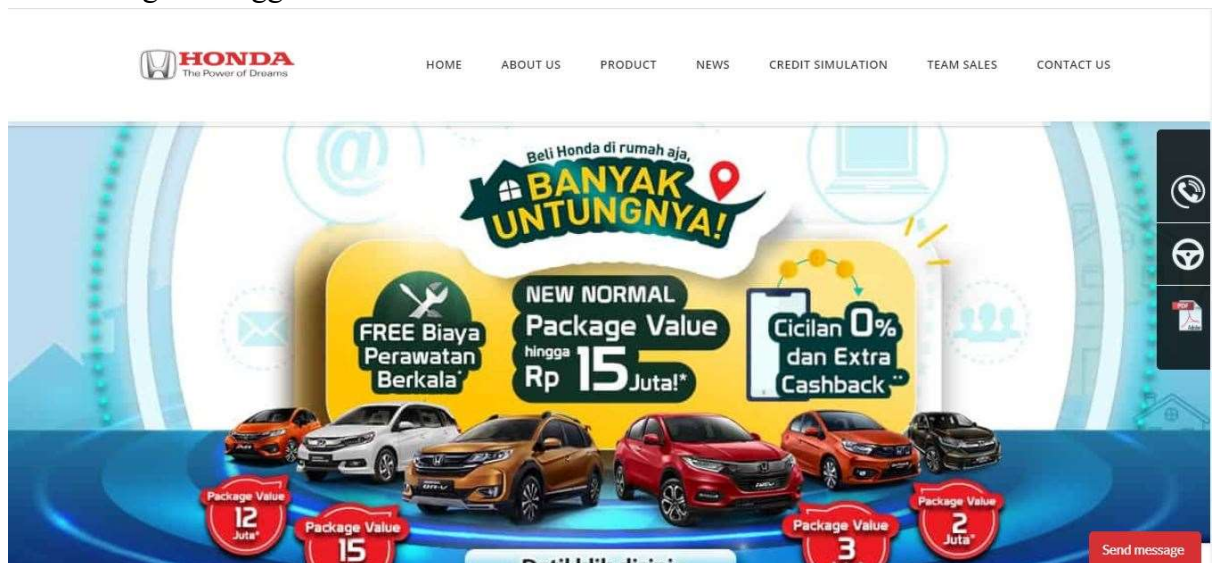 HONDA
The Power of Dreams
HOME ABOUT US PRODUCT NEWS CREDIT SIMULATION TEAM SALES CONTACT US
Beli Honda di rumah aja,
BANYAK
UNTUNGNYA!
FREE Biaya
Perawatan
Berkala*
NEW NORMAL
Package Value
hingga
Rp 15 Juta!*
Cicilan 0%
dan Extra
Cashback**
PDF
Adobe
Package Value
12
Juta*
Package Value
15
Package Value
3
Package Value
2
Juta*
Send message